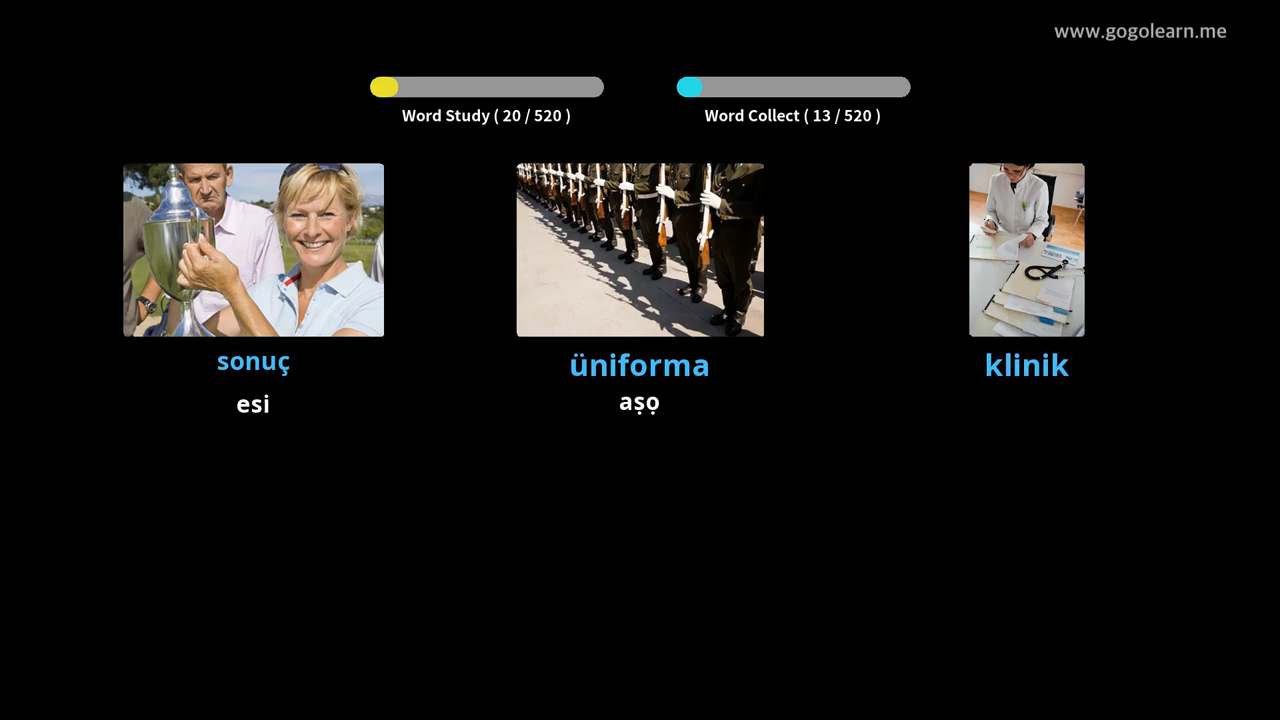 www.gogolearn.me
Word Study ( 20 / 520 )
Word Collect ( 13 / 520 )
sonuç
üniforma
klinik
esi
aṣọ